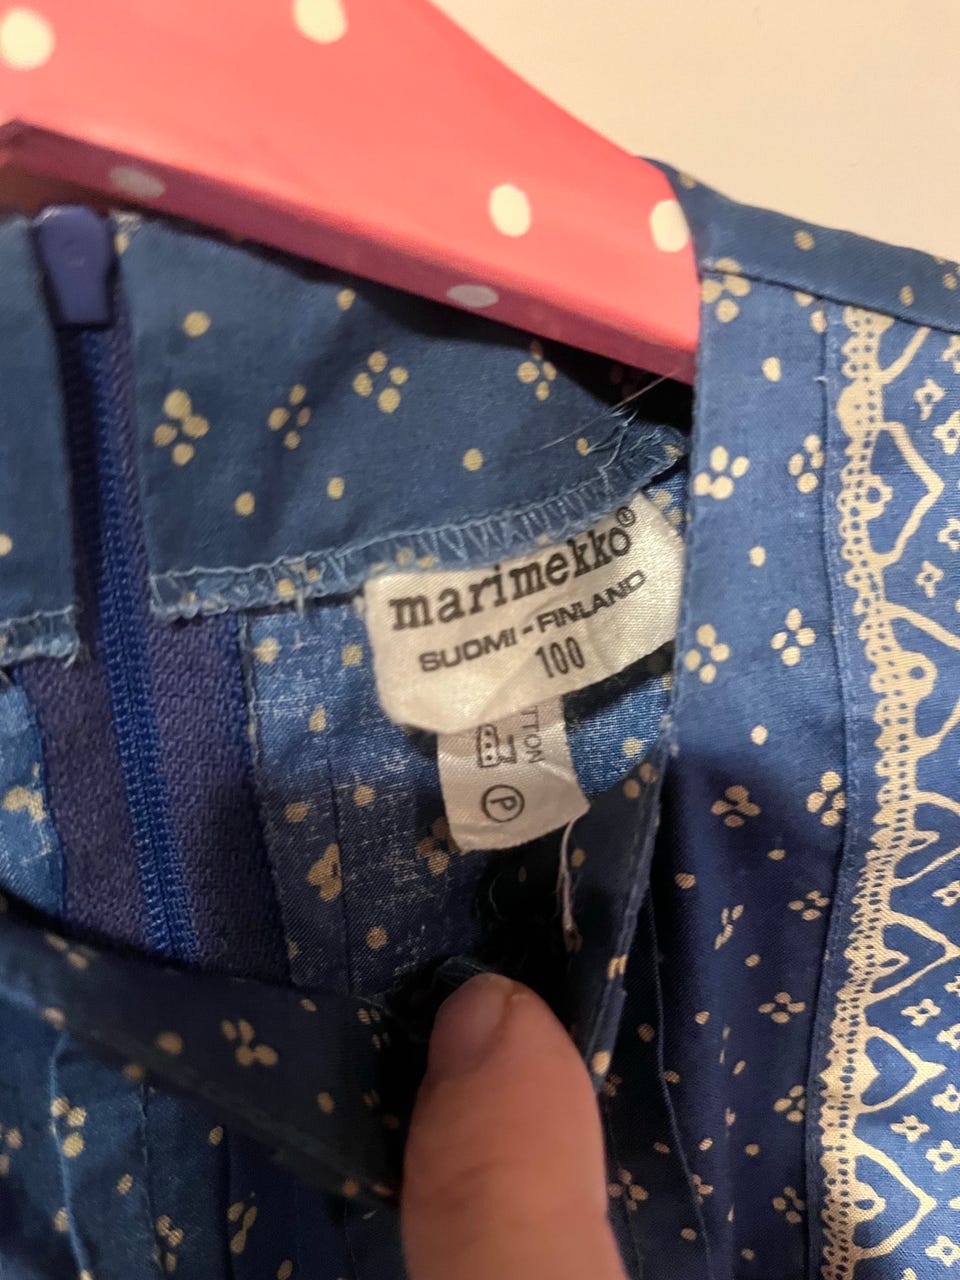 marimekko®
SUOMI-FINLAND
100
TTON
P